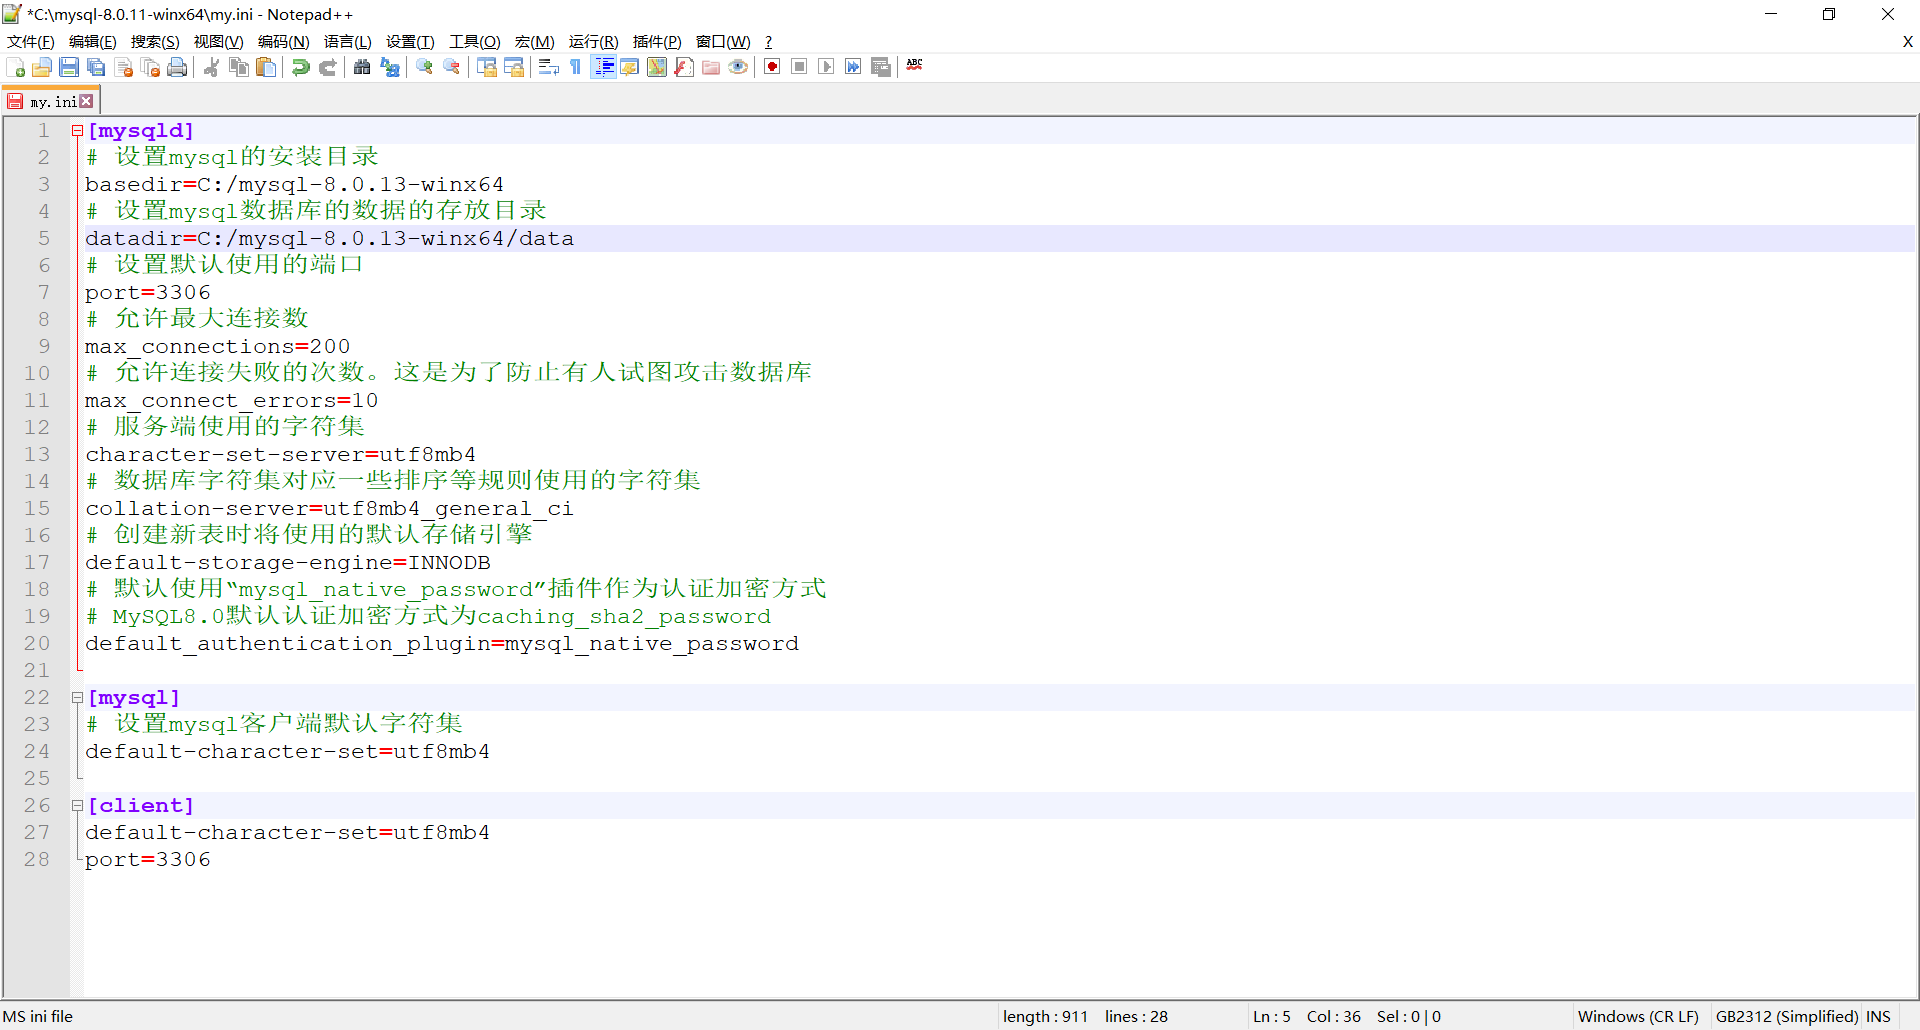 *C:\mysql-8.0.11-winx64\my.ini - Notepad++
文件(F) 编辑(E) 搜索(S) 视图(V) 编码(N) 语言(L) 设置(T) 工具(O) 宏(M) 运行(R) 插件(P) 窗口(W) ? X
ABC
my.ini
1 [mysqld]
2 # 设置mysql的安装目录
3 basedir=C:/mysql-8.0.13-winx64
4 # 设置mysql数据库的数据的存放目录
5 datadir=C:/mysql-8.0.13-winx64/data
6 # 设置默认使用的端口
7 port=3306
8 # 允许最大连接数
9 max_connections=200
10 # 允许连接失败的次数。这是为了防止有人试图攻击数据库
11 max_connect_errors=10
12 # 服务端使用的字符集
13 character-set-server=utf8mb4
14 # 数据库字符集对应一些排序等规则使用的字符集
15 collation-server=utf8mb4_general_ci
16 # 创建新表时将使用的默认存储引擎
17 default-storage-engine=INNODB
18 # 默认使用“mysql_native_password”插件作为认证加密方式
19 # MySQL8.0默认认证加密方式为caching_sha2_password
20 default_authentication_plugin=mysql_native_password
21
22 [mysql]
23 # 设置mysql客户端默认字符集
24 default-character-set=utf8mb4
25
26 [client]
27 default-character-set=utf8mb4
28 port=3306
MS ini file length : 911 lines : 28 Ln : 5 Col : 36 Sel : 0 | 0 Windows (CR LF) GB2312 (Simplified) INS